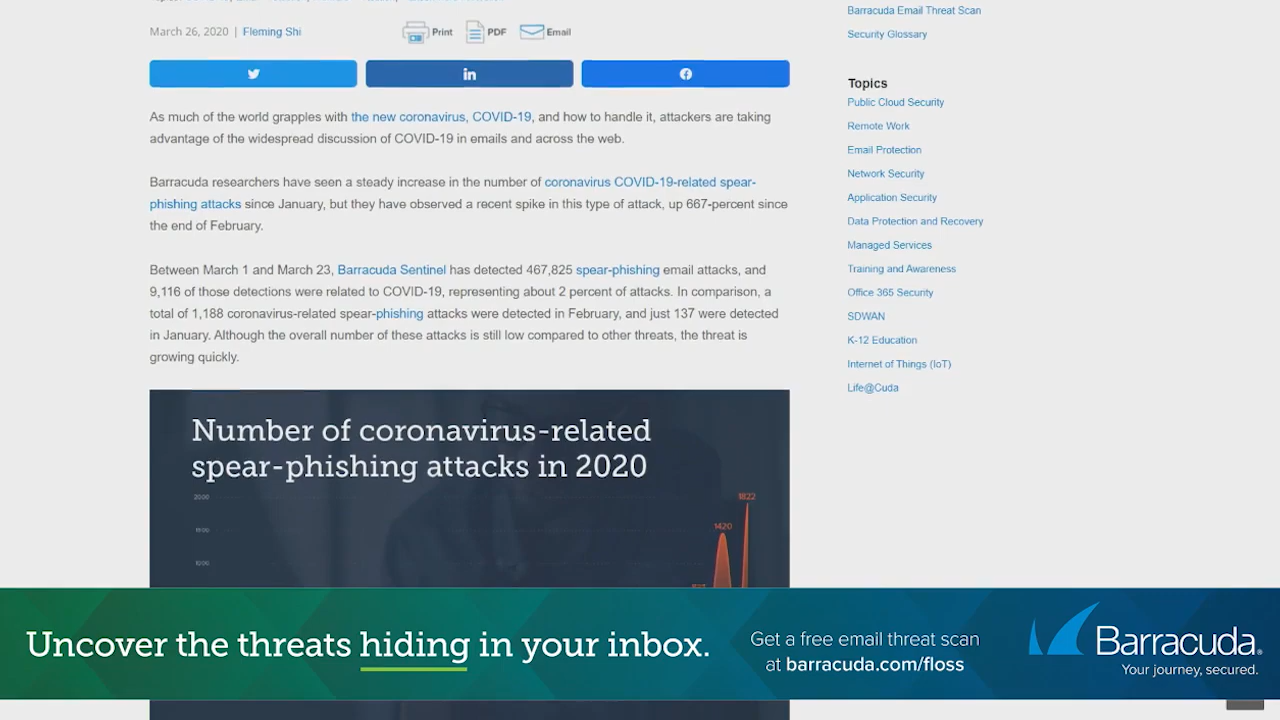 March 26, 2020 | Fleming Shi
Print
PDF
Email
As much of the world grapples with the new coronavirus, COVID-19, and how to handle it, attackers are taking
advantage of the widespread discussion of COVID-19 in emails and across the web.
Barracuda researchers have seen a steady increase in the number of coronavirus COVID-19-related spear-
phishing attacks since January, but they have observed a recent spike in this type of attack, up 667-percent since
the end of February.
Between March 1 and March 23, Barracuda Sentinel has detected 467,825 spear-phishing email attacks, and
9,116 of those detections were related to COVID-19, representing about 2 percent of attacks. In comparison, a
total of 1,188 coronavirus-related spear-phishing attacks were detected in February, and just 137 were detected
in January. Although the overall number of these attacks is still low compared to other threats, the threat is
growing quickly.
Number of coronavirus-related
spear-phishing attacks in 2020
2000
1822
1420
Barracuda Email Threat Scan
Security Glossary
Topics
Public Cloud Security
Remote Work
Email Protection
Network Security
Application Security
Data Protection and Recovery
Managed Services
Training and Awareness
Office 365 Security
SDWAN
K-12 Education
Internet of Things (IoT)
Life@Cuda
Uncover the threats hiding in your inbox.
Get a free email threat scan
at barracuda.com/floss
Barracuda®
Your journey, secured.